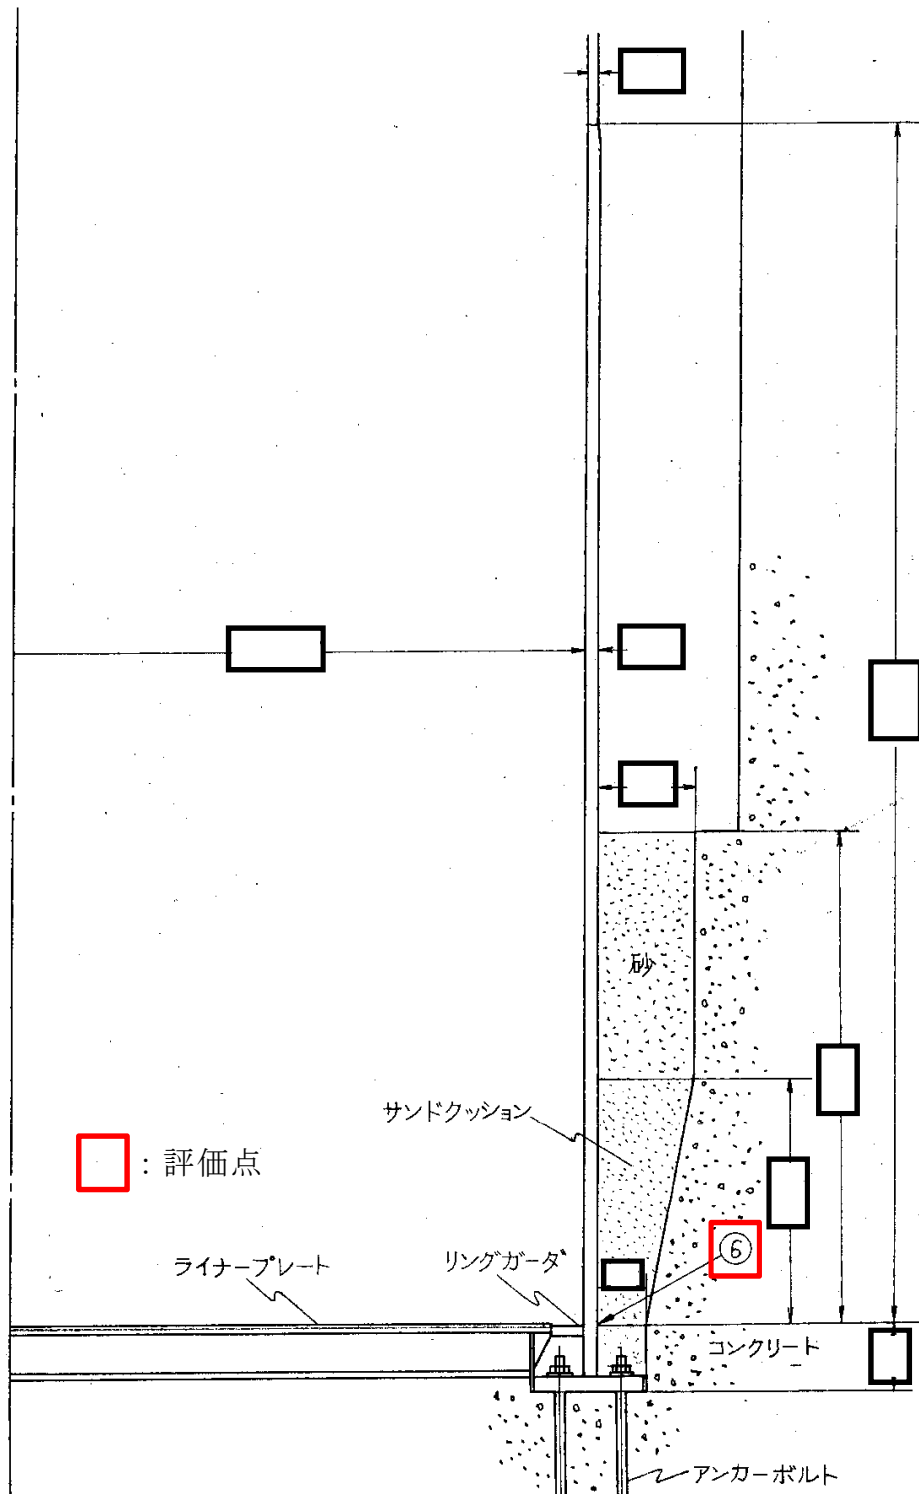 砂
サンドクッション
：評価点
⑥
ライナープレート
リングガーダ
コンクリート
アンカーボルト